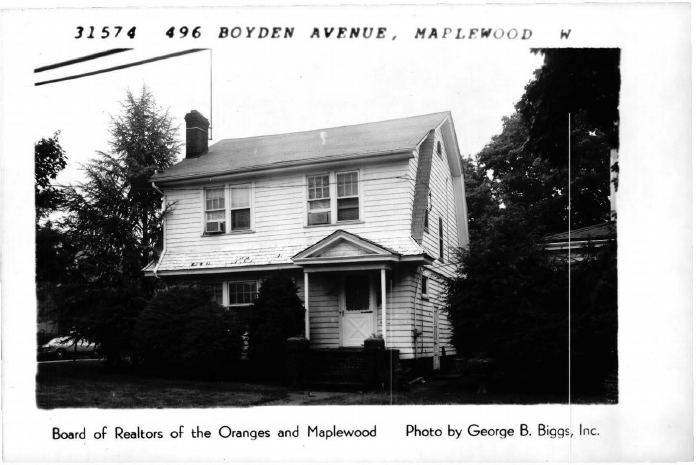 31574 496 BOYDEN AVENUE, MAPLEWOOD W
Board of Realtors of the Oranges and Maplewood Photo by George B. Biggs, Inc.